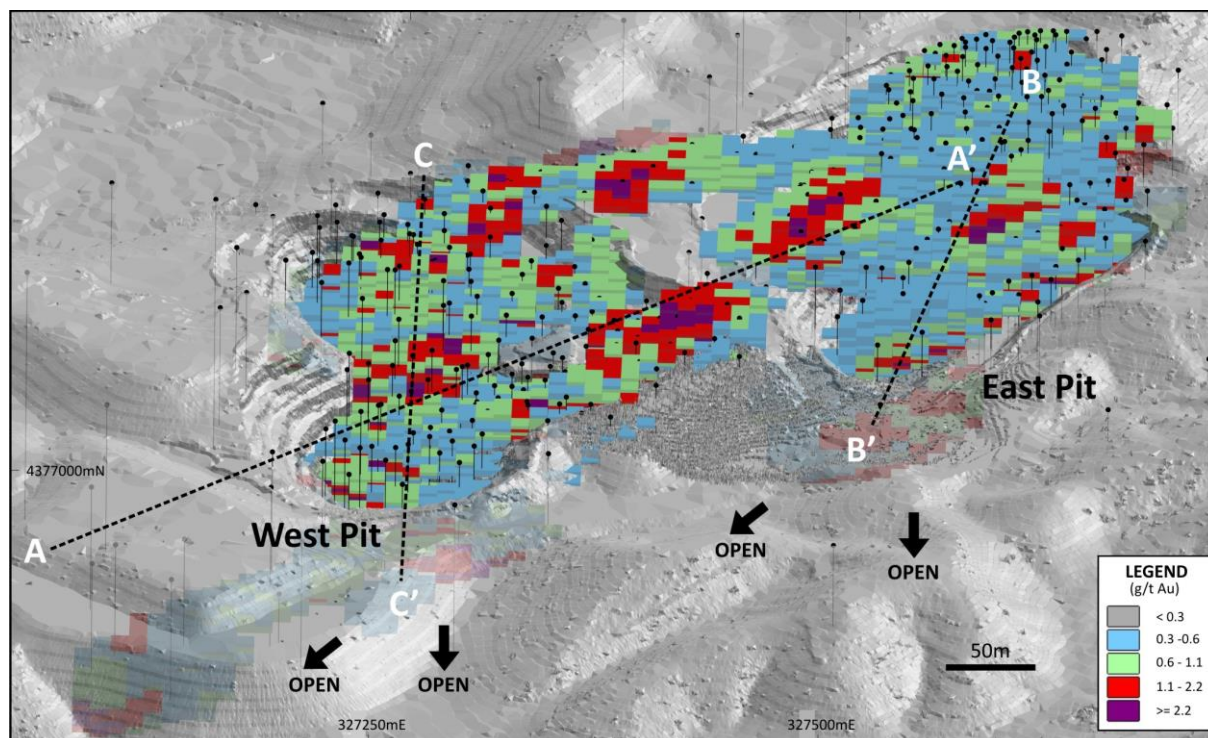 B
C
A'
East Pit
B'
4377000mN
West Pit
A
OPEN
OPEN
C'
OPEN
OPEN
50m
327250mE
327500mE
LEGEND
(g/t Au)
< 0.3
0.3 -0.6
0.6 - 1.1
1.1 - 2.2
>= 2.2